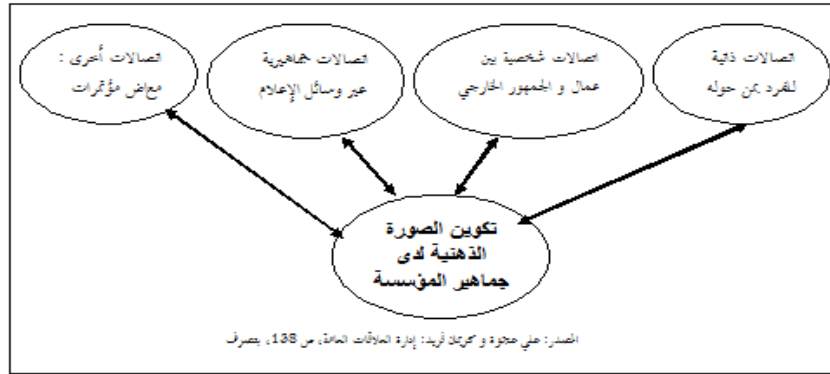 اتصالات ذاتية
للفرد بمن حوله
اتصالات شخصية بين
عمال و الجمهور الخارجي
اتصالات جماهيرية
عبر وسائل الإعلام
اتصالات أخرى :
معارض مؤتمرات
تكوين الصورة
الذهنية لدى
جماهير المؤسسة
المصدر: علي عجوة و كريمان فريد: إدارة العلاقات العامة، ص 138، بتصرف